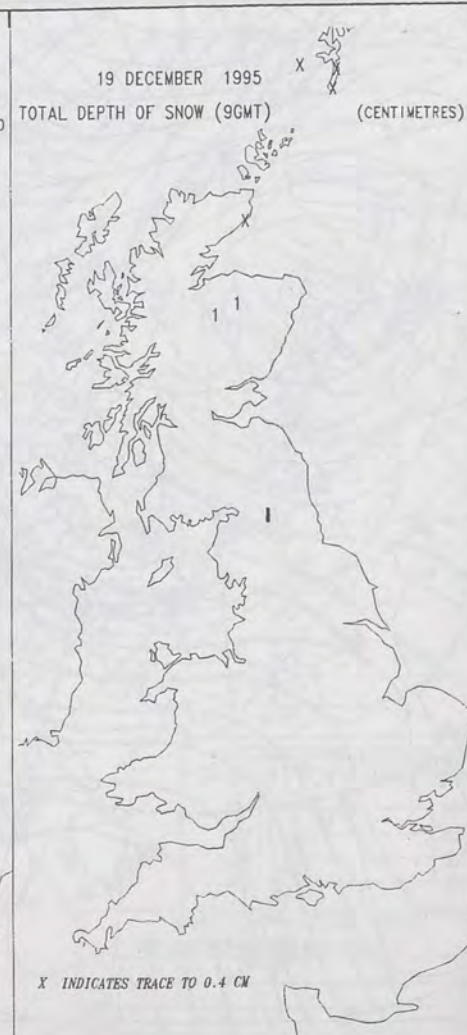 19 DECEMBER 1995
TOTAL DEPTH OF SNOW (9GMT) (CENTIMETRES)
X
X
X
X
1 1
1
X INDICATES TRACE TO 0.4 CM